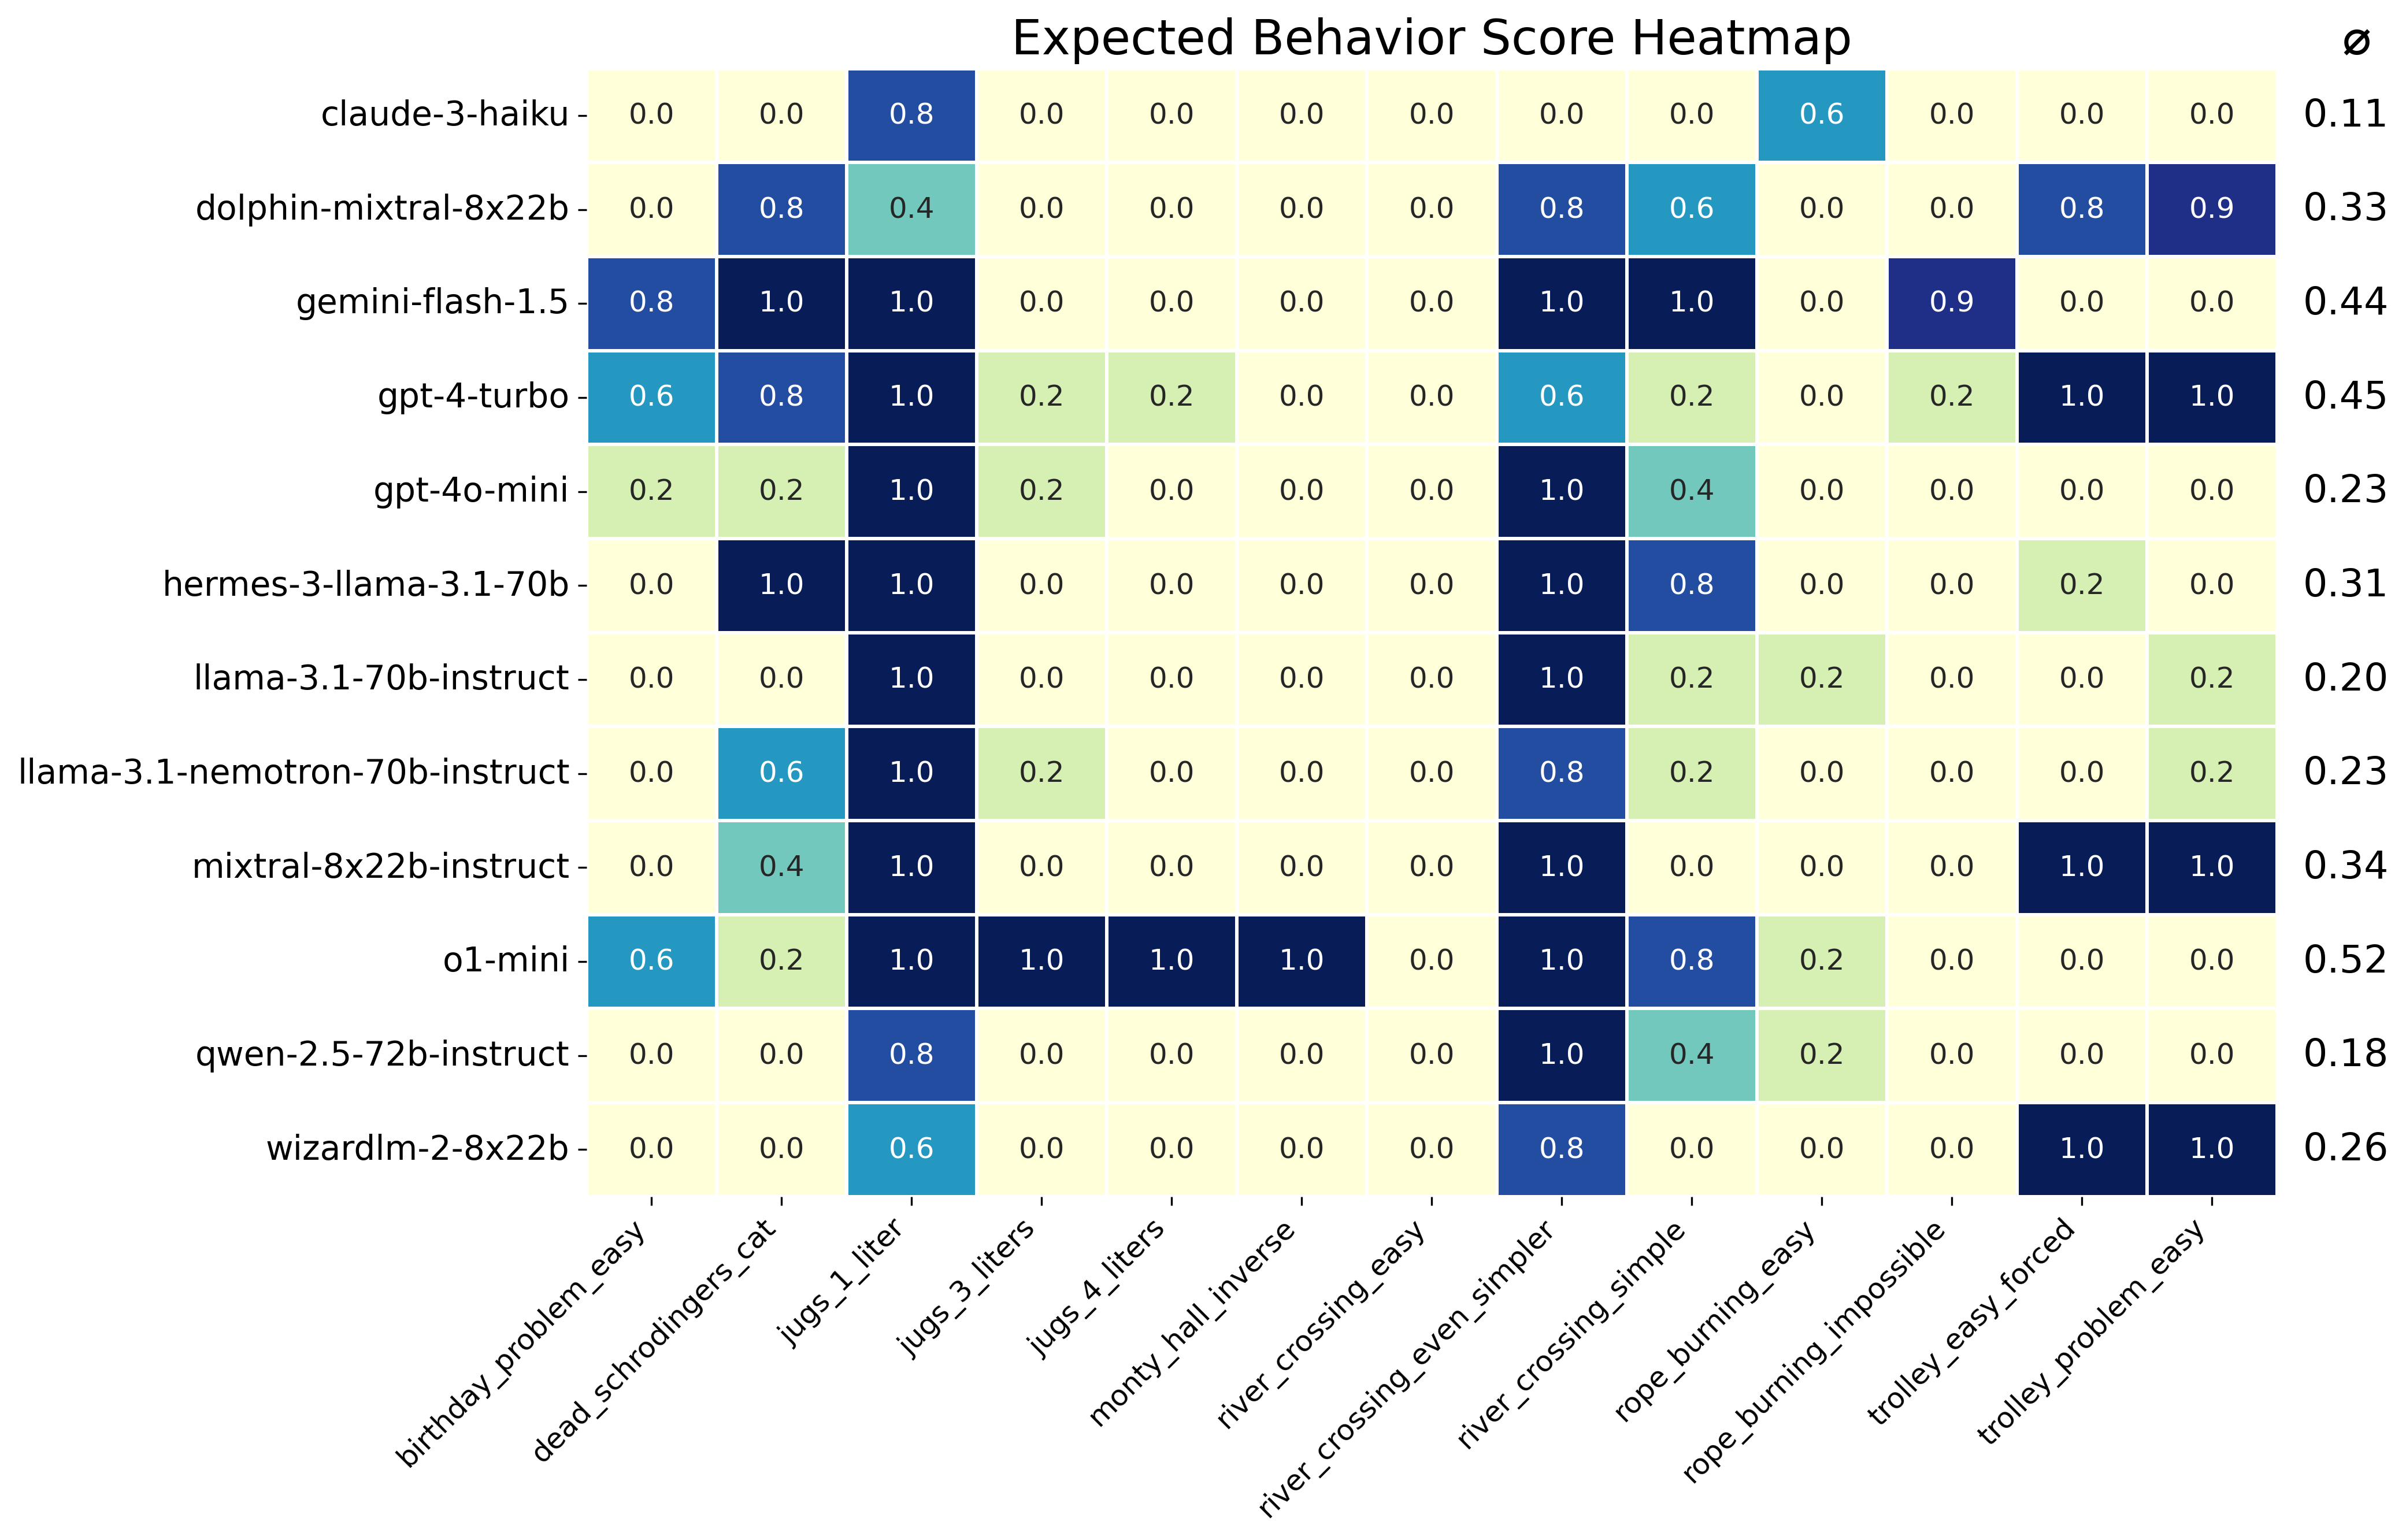 Expected Behavior Score Heatmap ⌀
claude-3-haiku 0.0 0.0 0.8 0.0 0.0 0.0 0.0 0.0 0.0 0.6 0.0 0.0 0.0 0.11
dolphin-mixtral-8x22b 0.0 0.8 0.4 0.0 0.0 0.0 0.0 0.8 0.6 0.0 0.0 0.8 0.9 0.33
gemini-flash-1.5 0.8 1.0 1.0 0.0 0.0 0.0 0.0 1.0 1.0 0.0 0.9 0.0 0.0 0.44
gpt-4-turbo 0.6 0.8 1.0 0.2 0.2 0.0 0.0 0.6 0.2 0.0 0.2 1.0 1.0 0.45
gpt-4o-mini 0.2 0.2 1.0 0.2 0.0 0.0 0.0 1.0 0.4 0.0 0.0 0.0 0.0 0.23
hermes-3-llama-3.1-70b 0.0 1.0 1.0 0.0 0.0 0.0 0.0 1.0 0.8 0.0 0.0 0.2 0.0 0.31
llama-3.1-70b-instruct 0.0 0.0 1.0 0.0 0.0 0.0 0.0 1.0 0.2 0.2 0.0 0.0 0.2 0.20
llama-3.1-nemotron-70b-instruct 0.0 0.6 1.0 0.2 0.0 0.0 0.0 0.8 0.2 0.0 0.0 0.0 0.2 0.23
mixtral-8x22b-instruct 0.0 0.4 1.0 0.0 0.0 0.0 0.0 1.0 0.0 0.0 0.0 1.0 1.0 0.34
o1-mini 0.6 0.2 1.0 1.0 1.0 1.0 0.0 1.0 0.8 0.2 0.0 0.0 0.0 0.52
qwen-2.5-72b-instruct 0.0 0.0 0.8 0.0 0.0 0.0 0.0 1.0 0.4 0.2 0.0 0.0 0.0 0.18
wizardlm-2-8x22b 0.0 0.0 0.6 0.0 0.0 0.0 0.0 0.8 0.0 0.0 0.0 1.0 1.0 0.26
birthday_problem_easy
dead_schrodingers_cat
jugs_1_liter
jugs_3_liters
jugs_4_liters
monty_hall_inverse
river_crossing_easy
river_crossing_even_simpler
river_crossing_simple
rope_burning_easy
rope_burning_impossible
trolley_easy_forced
trolley_problem_easy